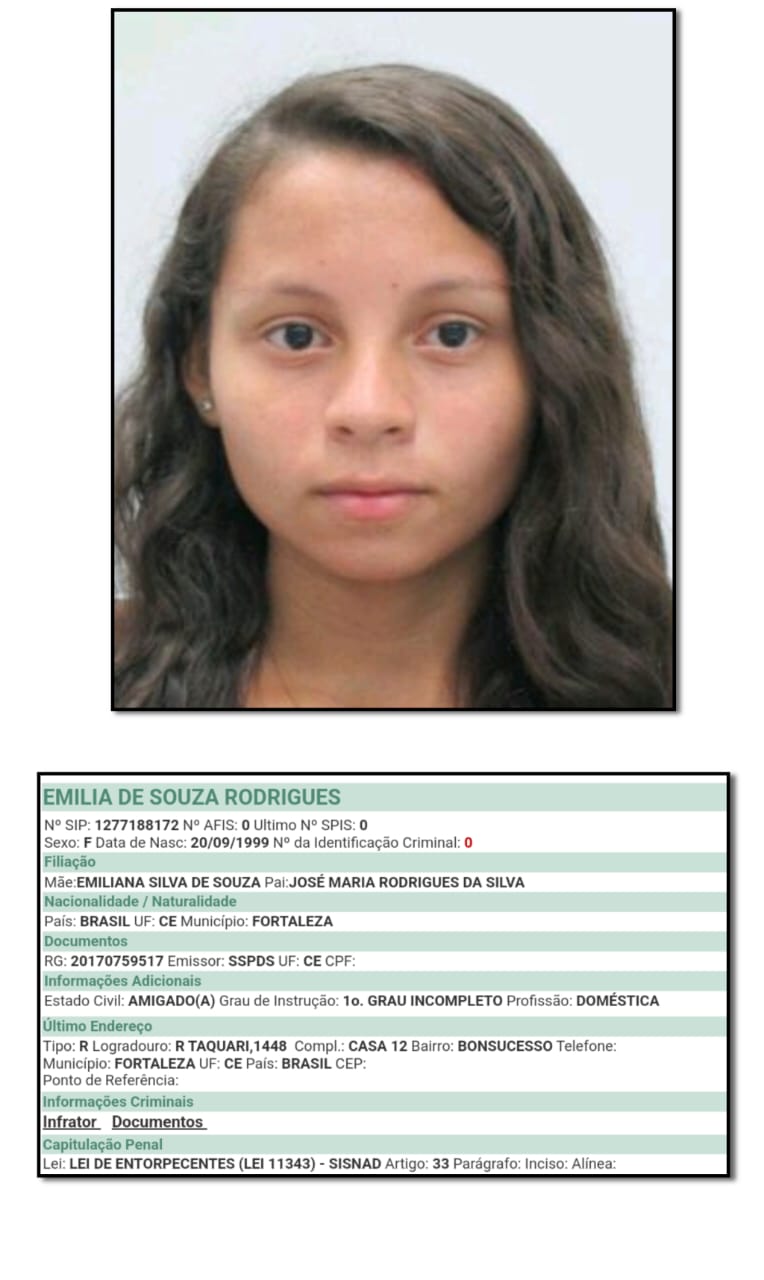 EMILIA DE SOUZA RODRIGUES
Nº SIP: 1277188172 Nº AFIS: 0 Ultimo Nº SPIS: 0
Sexo: F Data de Nasc: 20/09/1999 Nº da Identificação Criminal: 0
Filiação
Mãe:EMILIANA SILVA DE SOUZA Pai:JOSÉ MARIA RODRIGUES DA SILVA
Nacionalidade / Naturalidade
País: BRASIL UF: CE Município: FORTALEZA
Documentos
RG: 20170759517 Emissor: SSPDS UF: CE CPF:
Informações Adicionais
Estado Civil: AMIGADO(A) Grau de Instrução: 1o. GRAU INCOMPLETO Profissão: DOMÉSTICA
Último Endereço
Tipo: R Logradouro: R TAQUARI,1448 Compl.: CASA 12 Bairro: BONSUCESSO Telefone:
Município: FORTALEZA UF: CE País: BRASIL CEP:
Ponto de Referência:
Informações Criminais
Infrator Documentos
Capitulação Penal
Lei: LEI DE ENTORPECENTES (LEI 11343) - SISNAD Artigo: 33 Parágrafo: Inciso: Alínea: